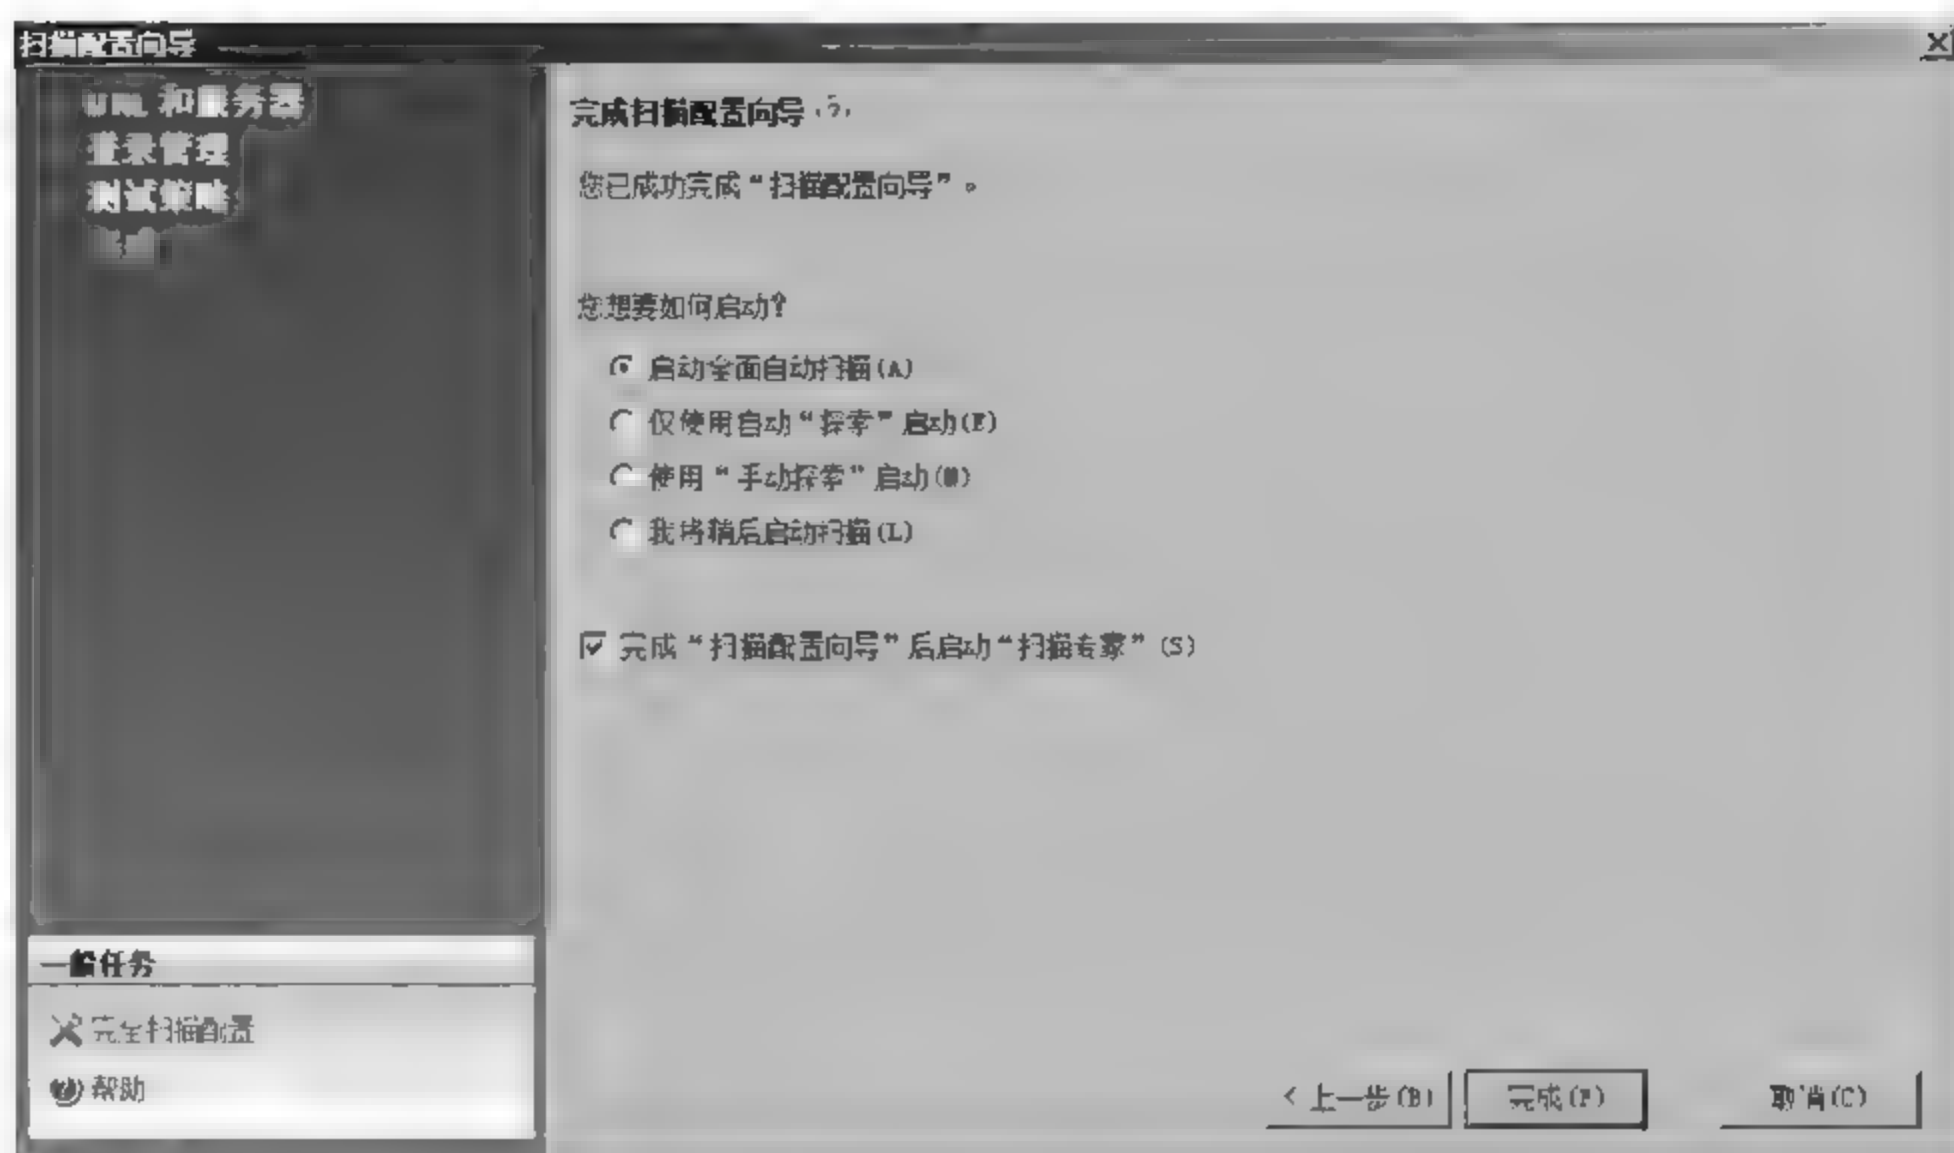 扫描配置向导
URL 和服务器
登录管理
测试策略
完成扫描配置向导
您已成功完成“扫描配置向导”。
您想要如何启动?
启动全面自动扫描(A)
仅使用自动“探索”启动(E)
使用“手动探索”启动(M)
我将稍后启动扫描(L)
完成“扫描配置向导”后启动“扫描专家”(S)
一般任务
完全扫描配置
帮助
< 上一步(B)
完成(F)
取消(C)